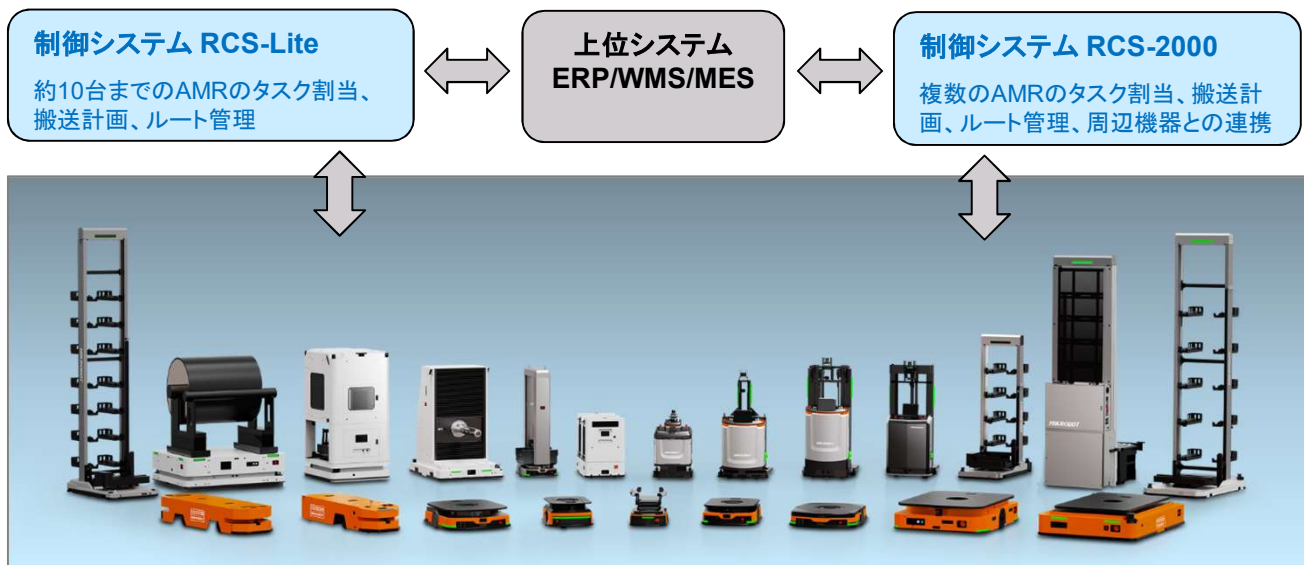 制御システム RCS-Lite
約10台までのAMRのタスク割当、
搬送計画、ルート管理
上位システム
ERP/WMS/MES
制御システム RCS-2000
複数のAMRのタスク割当、搬送計
画、ルート管理、周辺機器との連携
HIKROBOT